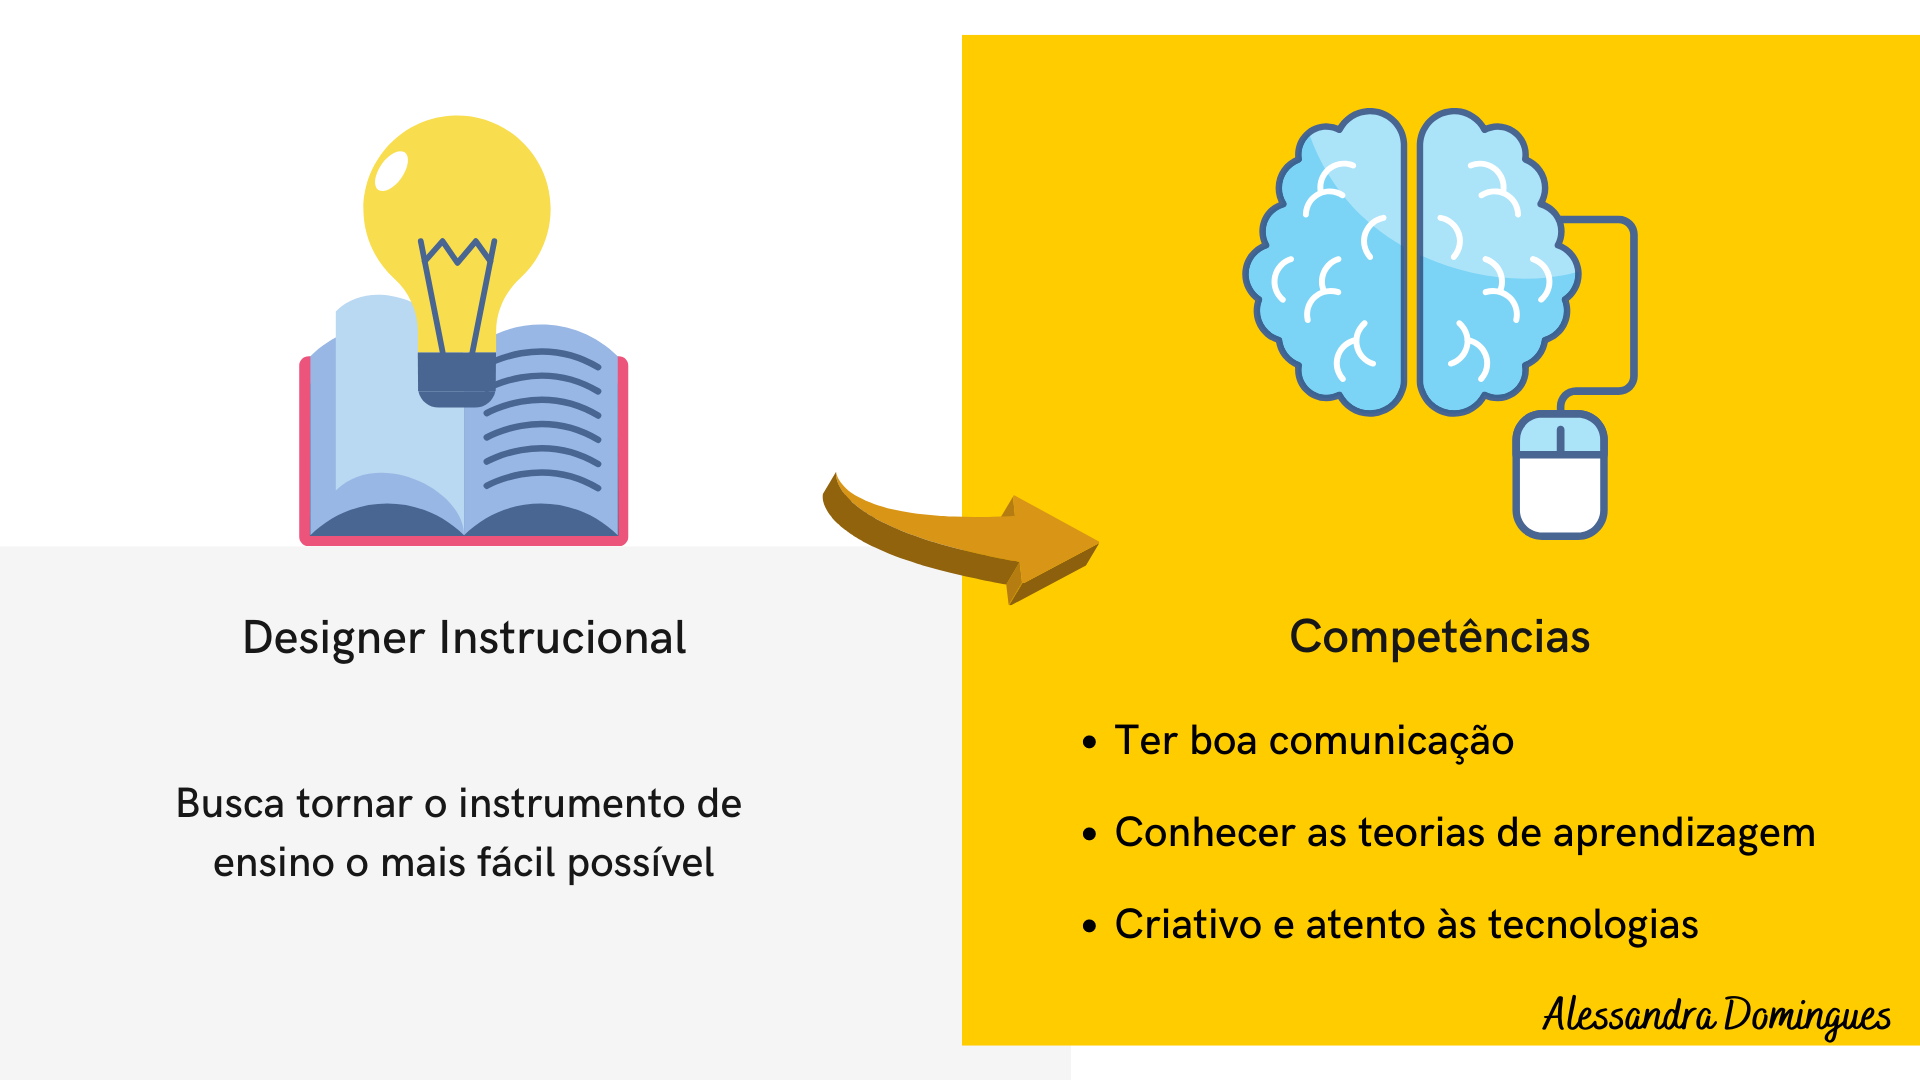 Designer Instrucional
Busca tornar o instrumento de
ensino o mais fácil possível
Competências
• Ter boa comunicação
• Conhecer as teorias de aprendizagem
• Criativo e atento às tecnologias
Alessandra Domingues